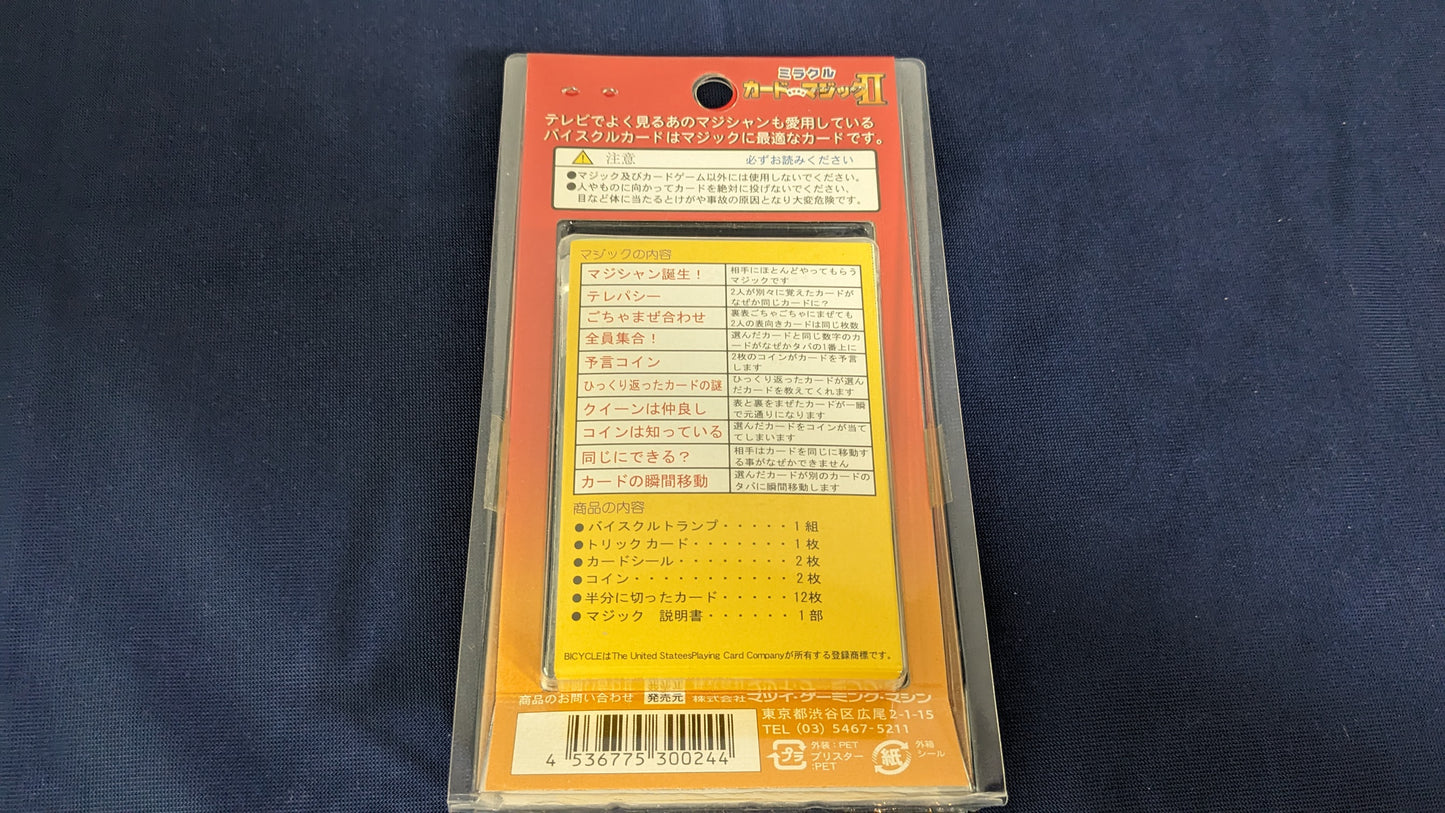 ミラクル
カードマジックII
テレビでよく見るあのマジシャンも愛用している
バイスクルカードはマジックに最適なカードです。
注意 必ずお読みください
●マジック及びカードゲーム以外には使用しないでください。
●人やものに向かってカードを絶対に投げないでください、
目など体に当たるとけがや事故の原因となり大変危険です。
マジックの内容
マジシャン誕生！
相手にほとんどやってもらう
マジックです
テレパシー
2人が別々に覚えたカードが
なぜか同じカードに？
ごちゃまぜ合わせ
裏表ごちゃごちゃにまぜても
2人の表向きカードは同じ枚数
全員集合！
選んだカードと同じ数字のカ
ードがなぜかタバの1番上に
予言コイン
2枚のコインがカードを予言
します
ひっくり返ったカードの謎
ひっくり返ったカードが選ん
だカードを教えてくれます
クイーンは仲良し
表と裏をまぜたカードが一瞬
で元通りになります
コインは知っている
選んだカードをコインが当て
てしまいます
同じにできる？
相手はカードを同じに移動す
る事がなぜかできません
カードの瞬間移動
選んだカードが別のカードの
タバに瞬間移動します
商品の内容
●バイスクルトランプ・・・・・1組
●トリックカード・・・・・・・1枚
●カードシール・・・・・・・・2枚
●コイン・・・・・・・・・・・2枚
●半分に切ったカード・・・・・12枚
●マジック 説明書・・・・・・1部
BICYCLEはThe United StateesPlaying Card Companyが所有する登録商標です。
商品のお問い合わせ 発売元 株式会社マツイ・ゲーミング・マシン
東京都渋谷区広尾2-1-15
TEL (03) 5467-5211
4 536775 300244
プラ
外装：PET
ブリスター
:PET
紙
外箱
シール